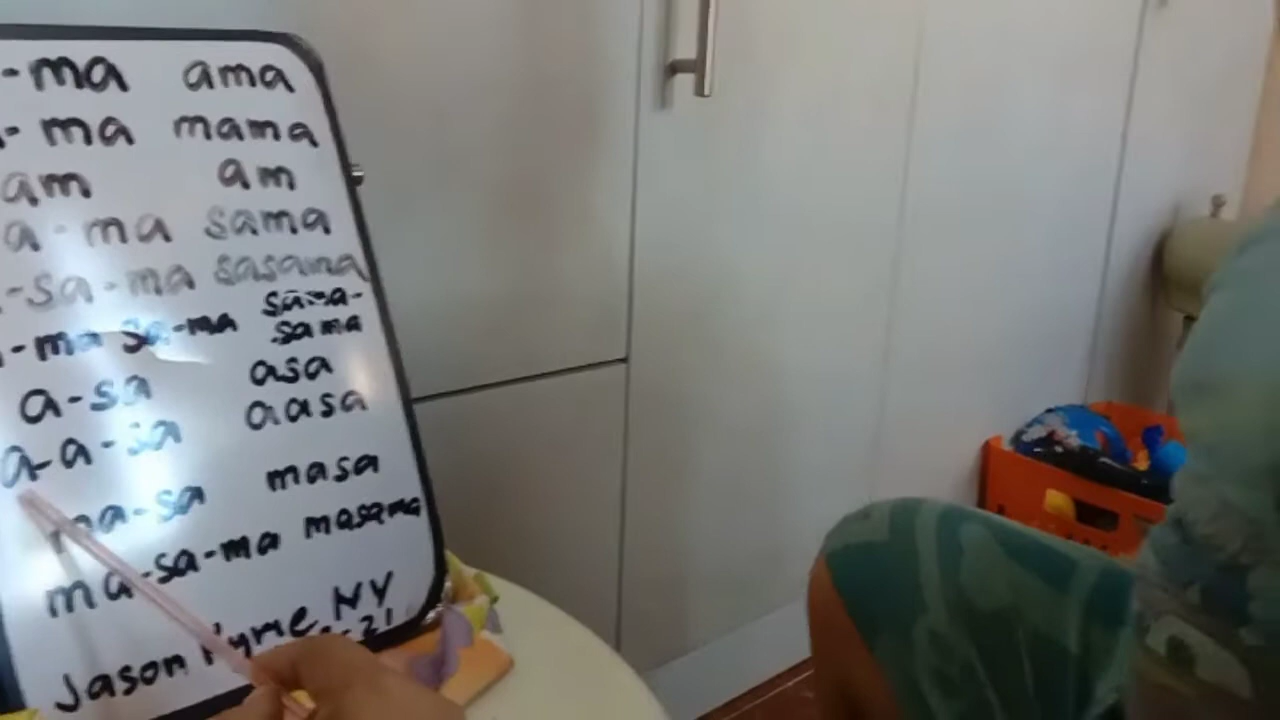 -ma ama
- ma mama
am am
a-ma sama
-sa-ma sasama
-ma sa-ma sama-
sama
a-sa asa
a-a-sa aasa
ma-sa masa
ma-sa-ma masama
Jason NY